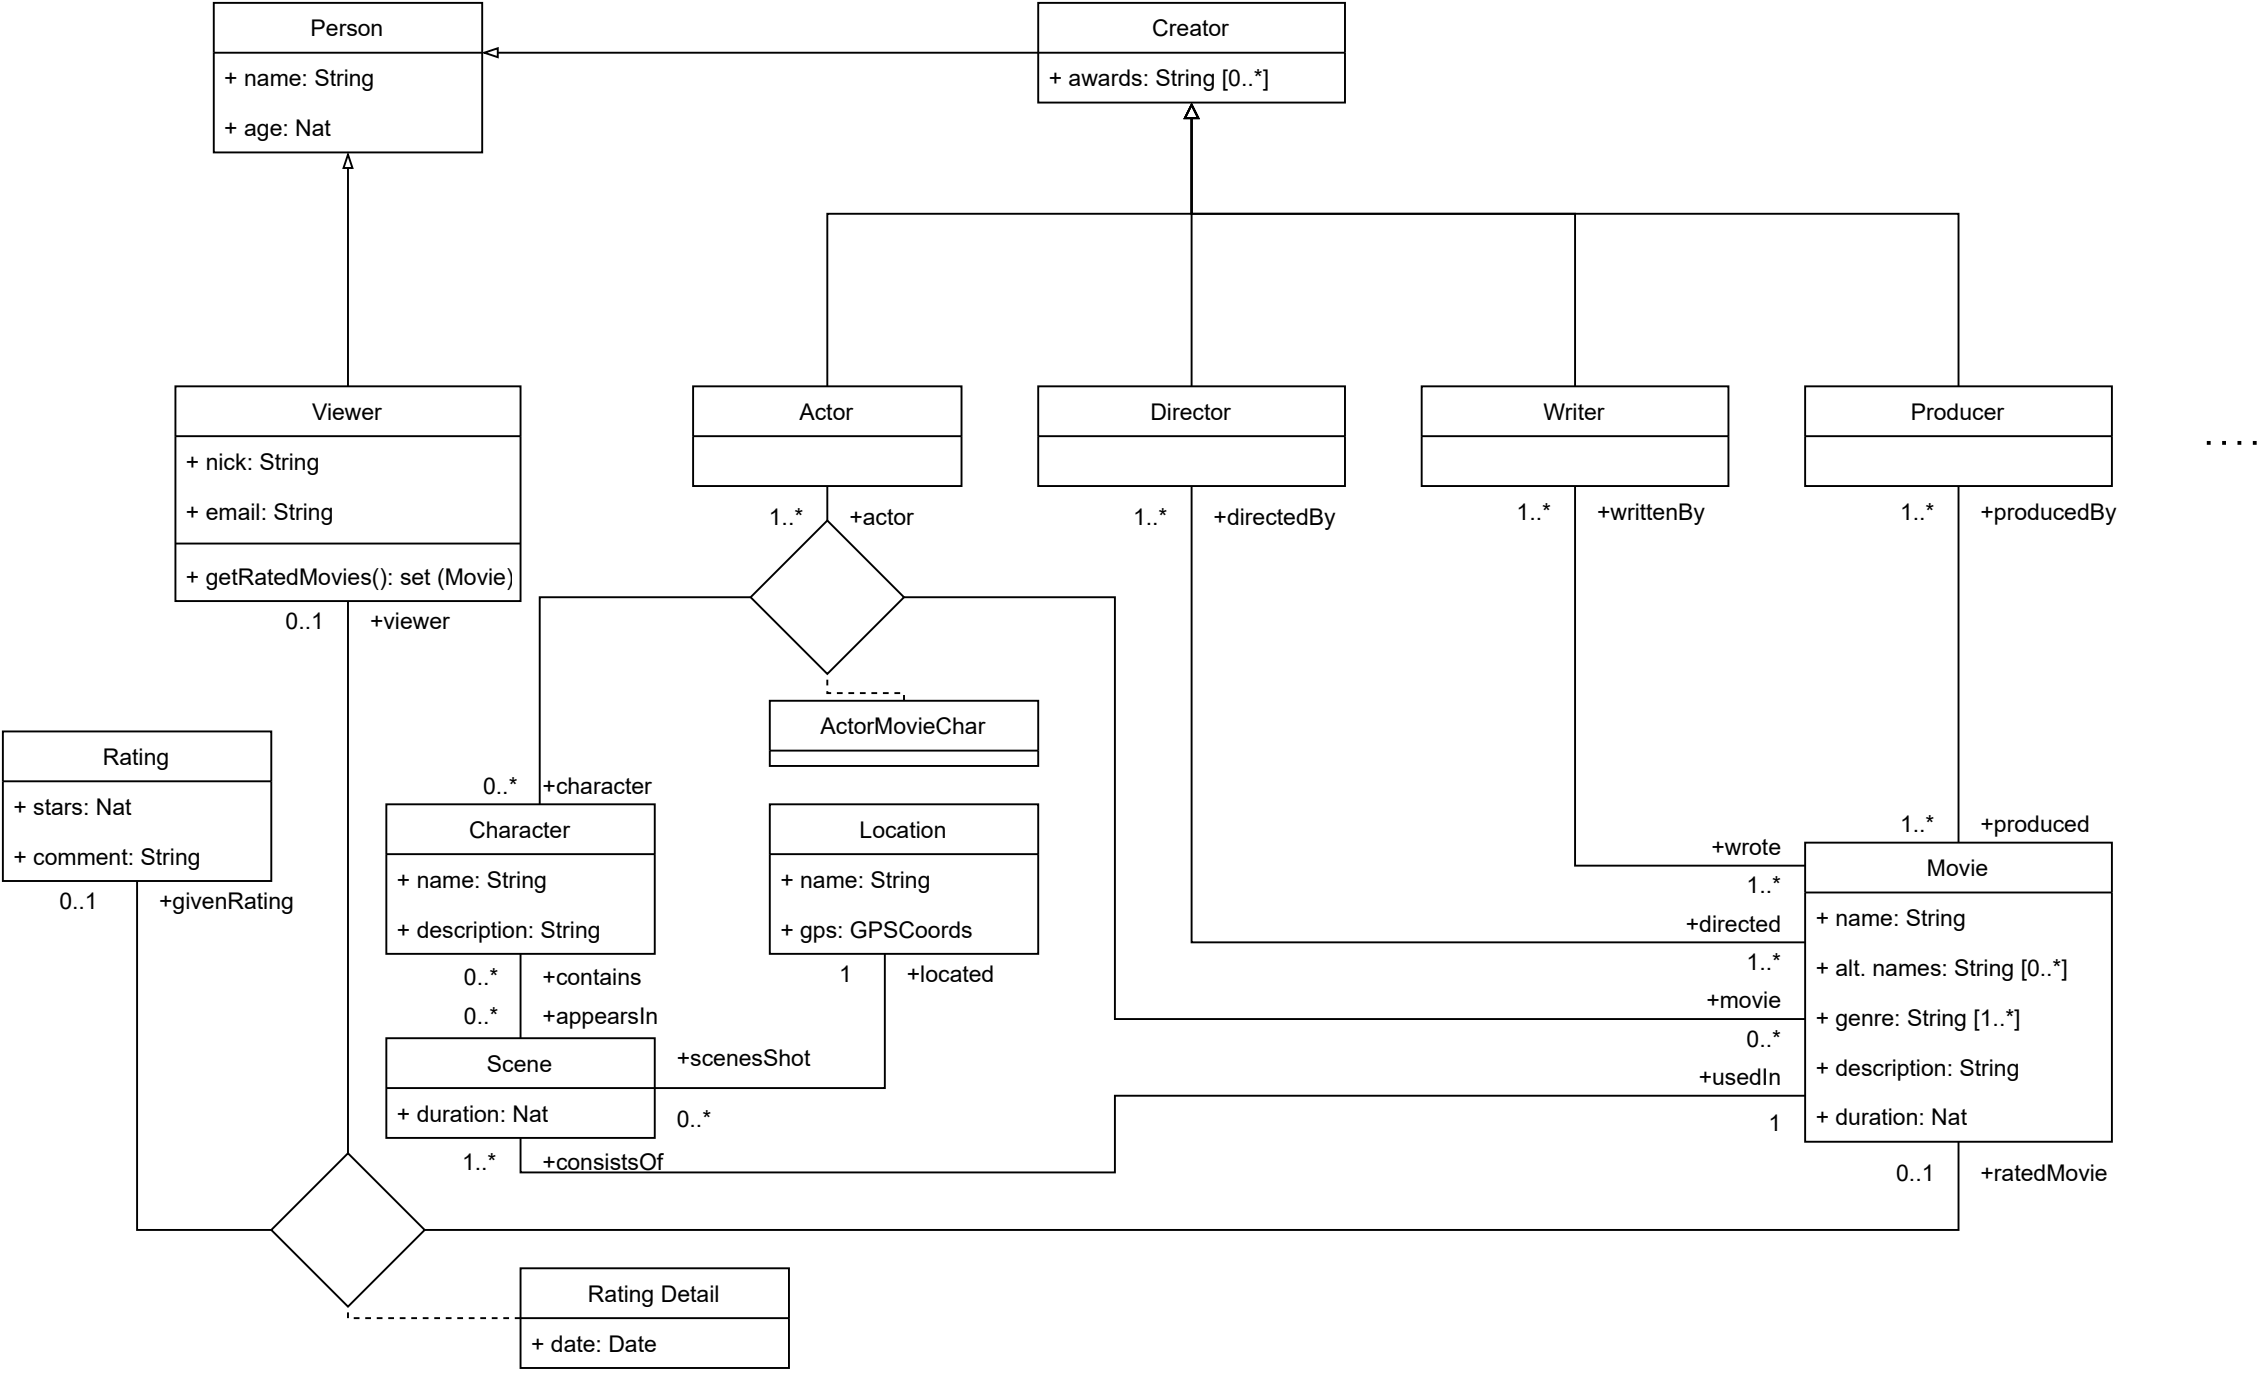 Person
+ name: String
+ age: Nat
Creator
+ awards: String [0..*]
Viewer
+ nick: String
+ email: String
+ getRatedMovies(): set (Movie)
0..1
+viewer
Actor
1..*
+actor
Director
1..*
+directedBy
Writer
1..*
+writtenBy
Producer
1..*
+producedBy
....
ActorMovieChar
Rating
+ stars: Nat
+ comment: String
0..1
+givenRating
0..*
+character
Character
+ name: String
+ description: String
0..*
+contains
0..*
+appearsIn
Location
+ name: String
+ gps: GPSCoords
1
+located
Scene
+ duration: Nat
+scenesShot
0..*
1..*
+consistsOf
1..*
+produced
+wrote
1..*
+directed
1..*
+movie
0..*
+usedIn
1
Movie
+ name: String
+ alt. names: String [0..*]
+ genre: String [1..*]
+ description: String
+ duration: Nat
0..1
+ratedMovie
Rating Detail
+ date: Date